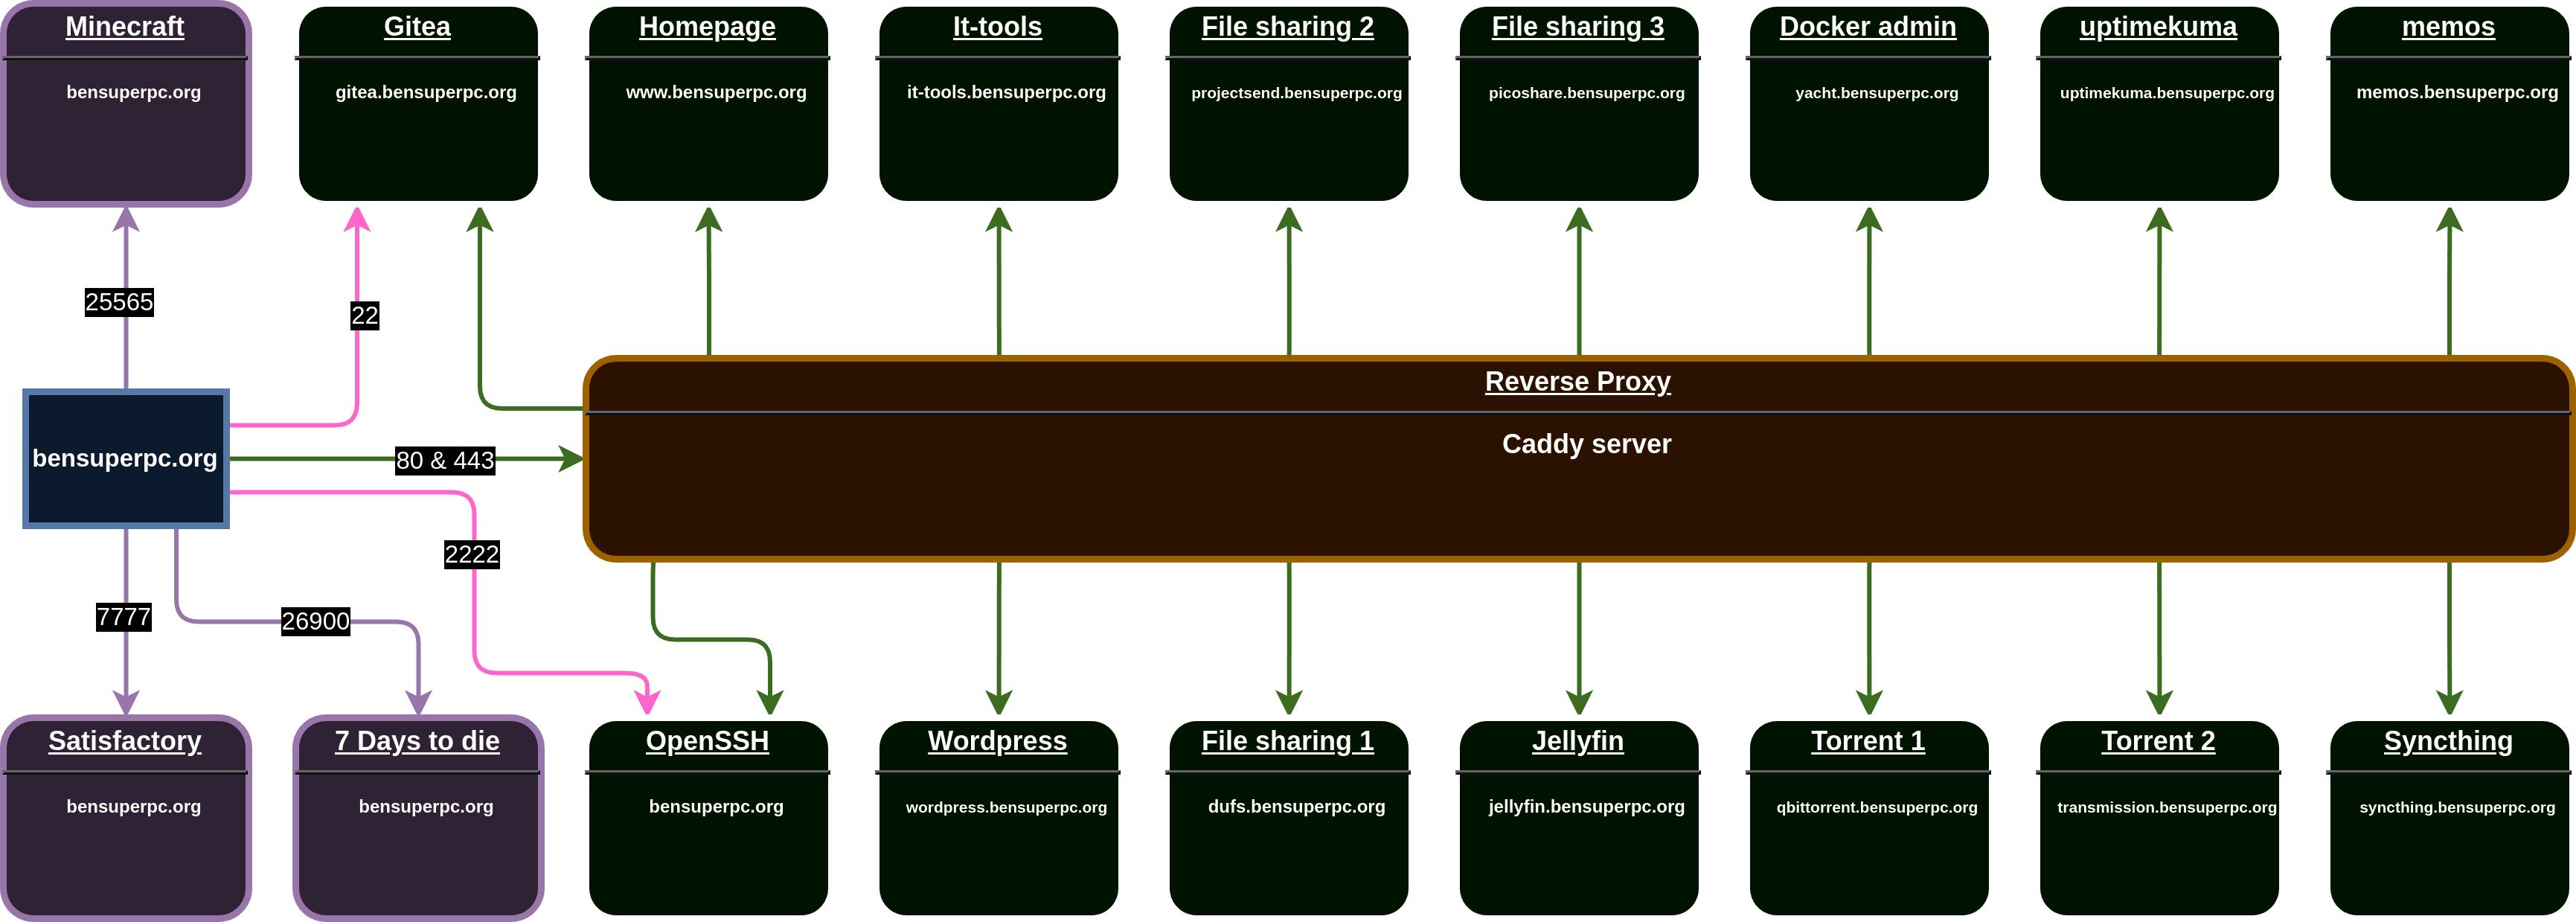 Minecraft
bensuperpc.org
Gitea
gitea.bensuperpc.org
Homepage
www.bensuperpc.org
It-tools
it-tools.bensuperpc.org
File sharing 2
projectsend.bensuperpc.org
File sharing 3
picoshare.bensuperpc.org
Docker admin
yacht.bensuperpc.org
uptimekuma
uptimekuma.bensuperpc.org
memos
memos.bensuperpc.org
25565
22
Reverse Proxy
Caddy server
bensuperpc.org
80 & 443
2222
7777
26900
Satisfactory
bensuperpc.org
7 Days to die
bensuperpc.org
OpenSSH
bensuperpc.org
Wordpress
wordpress.bensuperpc.org
File sharing 1
dufs.bensuperpc.org
Jellyfin
jellyfin.bensuperpc.org
Torrent 1
qbittorrent.bensuperpc.org
Torrent 2
transmission.bensuperpc.org
Syncthing
syncthing.bensuperpc.org